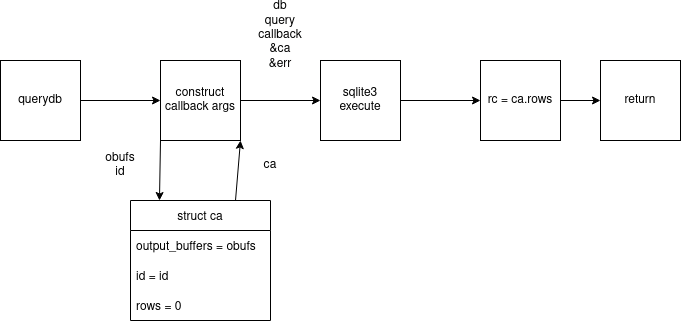 db
query
callback
&ca
&err
querydb
construct
callback args
sqlite3
execute
rc = ca.rows
return
obufs
id
ca
struct ca
output_buffers = obufs
id = id
rows = 0